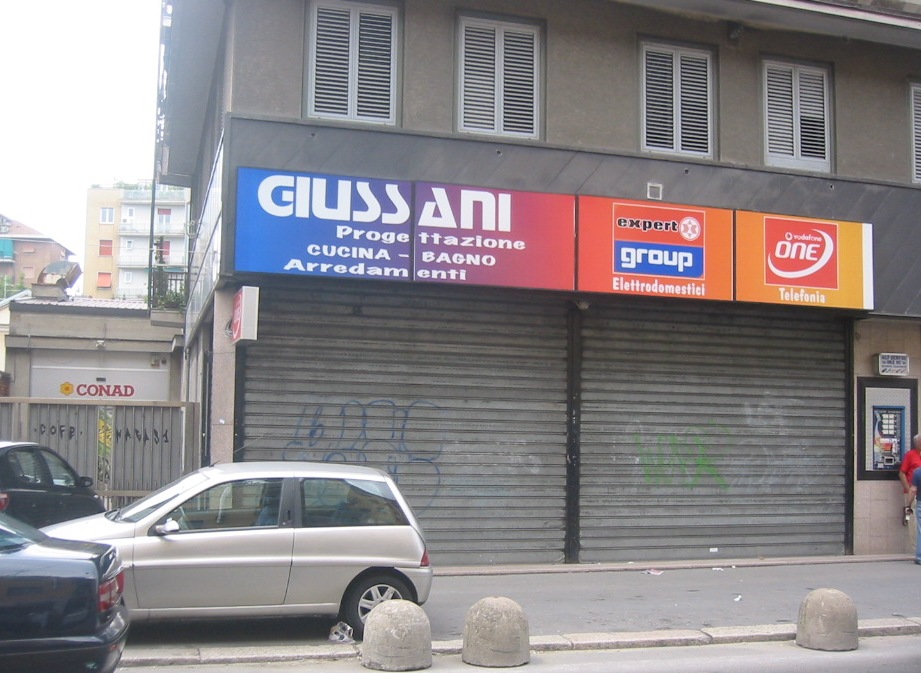 GIUSSANI
Progettazione
CUCINA - BAGNO
Arredamenti
expert
group
Elettrodomestici
vodafone
ONE
Telefonia
CONAD